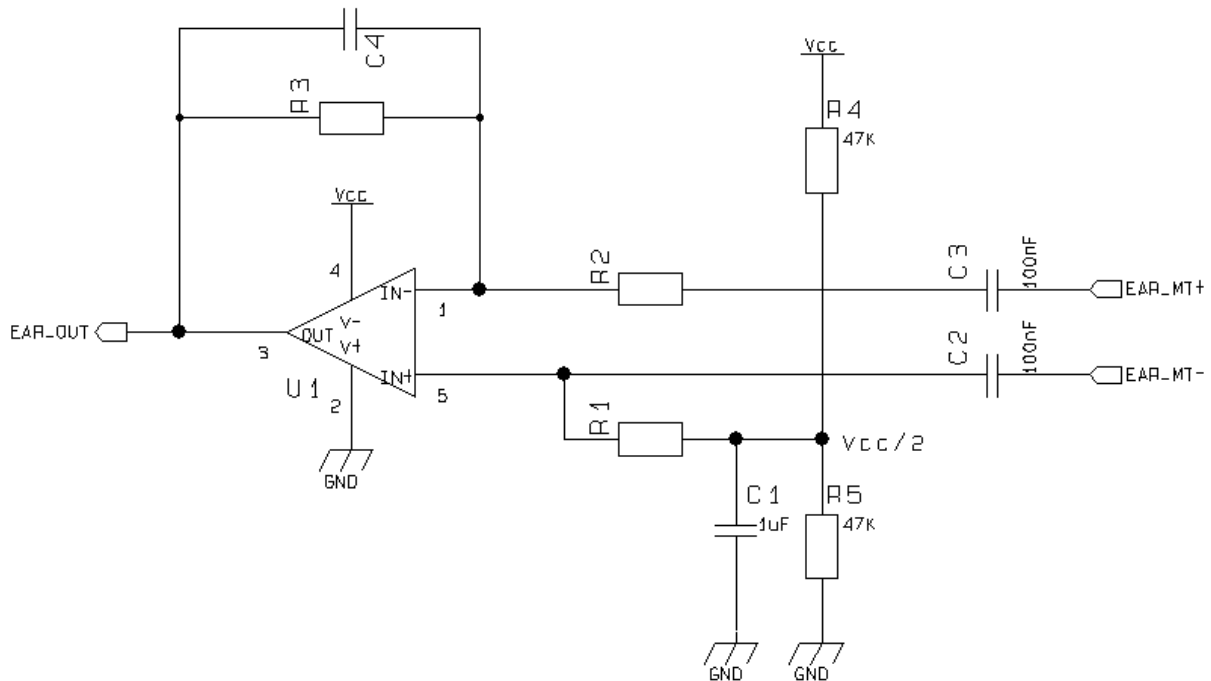 C4
R3
Vcc
R4
47K
Vcc
4
R2
C3
100nF
IN-
1
EAR_MT+
EAR_OUT
3
OUT
V-
V+
C2
100nF
IN+
5
EAR_MT-
U1
2
R1
Vcc/2
GND
C1
1uF
R5
47K
GND
GND